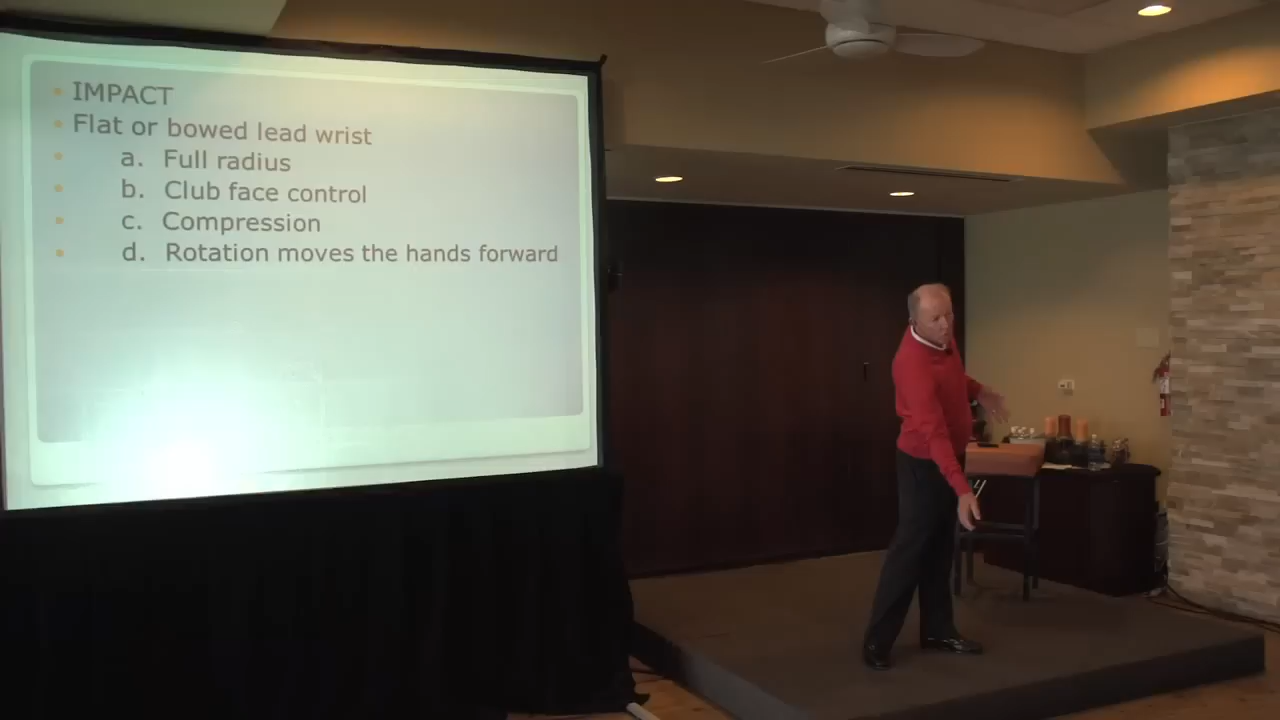 • IMPACT
• Flat or bowed lead wrist
• a. Full radius
• b. Club face control
• c. Compression
• d. Rotation moves the hands forward